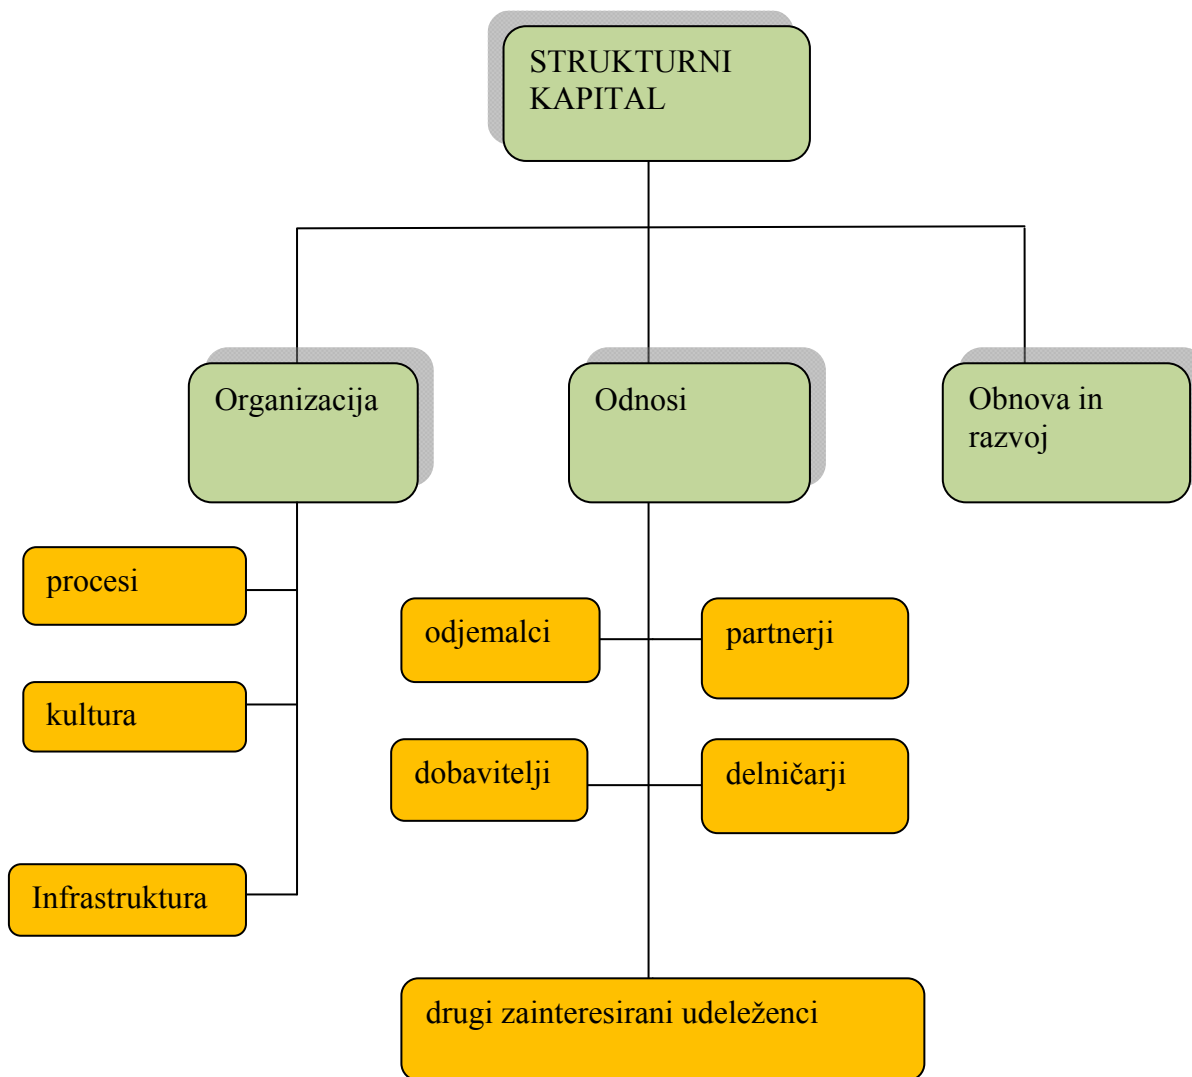 STRUKTURNI
KAPITAL
Organizacija
Odnosi
Obnova in
razvoj
procesi
kultura
Infrastruktura
odjemalci
partnerji
dobavitelji
delničarji
drugi zainteresirani udeleženci